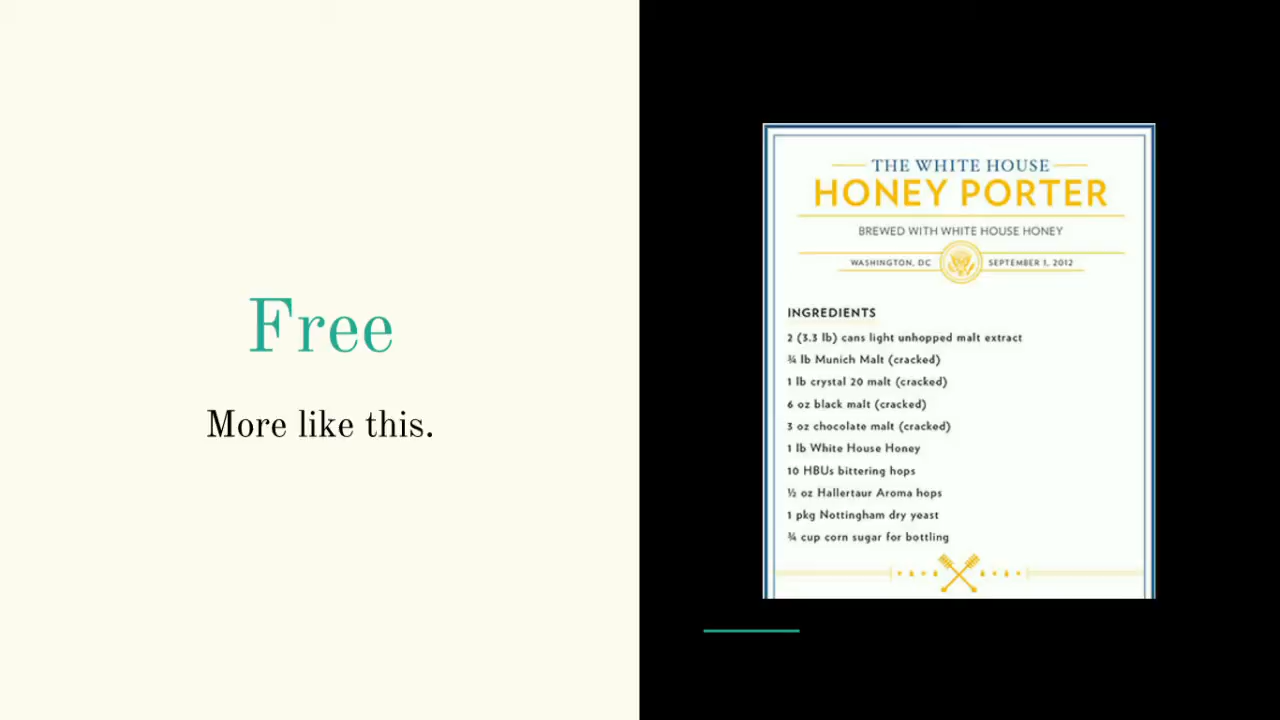 Free
More like this.
THE WHITE HOUSE
HONEY PORTER
BREWED WITH WHITE HOUSE HONEY
WASHINGTON, DC SEPTEMBER 1, 2012
INGREDIENTS
2 (3.3 lb) cans light unhopped malt extract
¾ lb Munich Malt (cracked)
1 lb crystal 20 malt (cracked)
6 oz black malt (cracked)
3 oz chocolate malt (cracked)
1 lb White House Honey
10 HBUs bittering hops
½ oz Hallertaur Aroma hops
1 pkg Nottingham dry yeast
¾ cup corn sugar for bottling